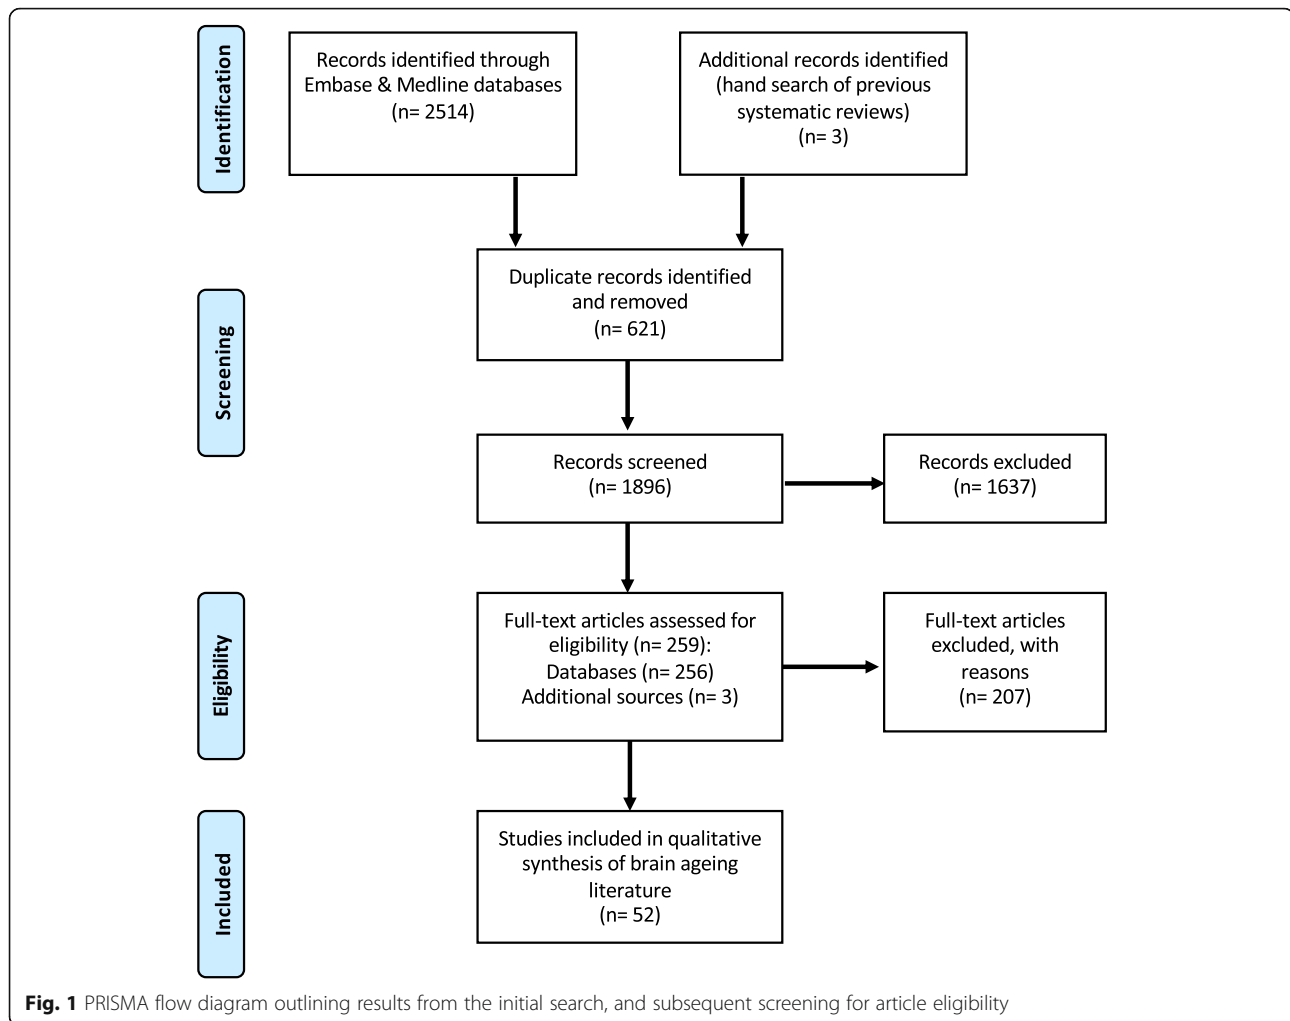 Identification
Records identified through
Embase & Medline databases
(n= 2514)
Additional records identified
(hand search of previous
systematic reviews)
(n= 3)
Screening
Duplicate records identified
and removed
(n= 621)
Records screened
(n= 1896)
Records excluded
(n= 1637)
Eligibility
Full-text articles assessed for
eligibility (n= 259):
Databases (n= 256)
Additional sources (n= 3)
Full-text articles
excluded, with
reasons
(n= 207)
Included
Studies included in qualitative
synthesis of brain ageing
literature
(n= 52)
Fig. 1 PRISMA flow diagram outlining results from the initial search, and subsequent screening for article eligibility